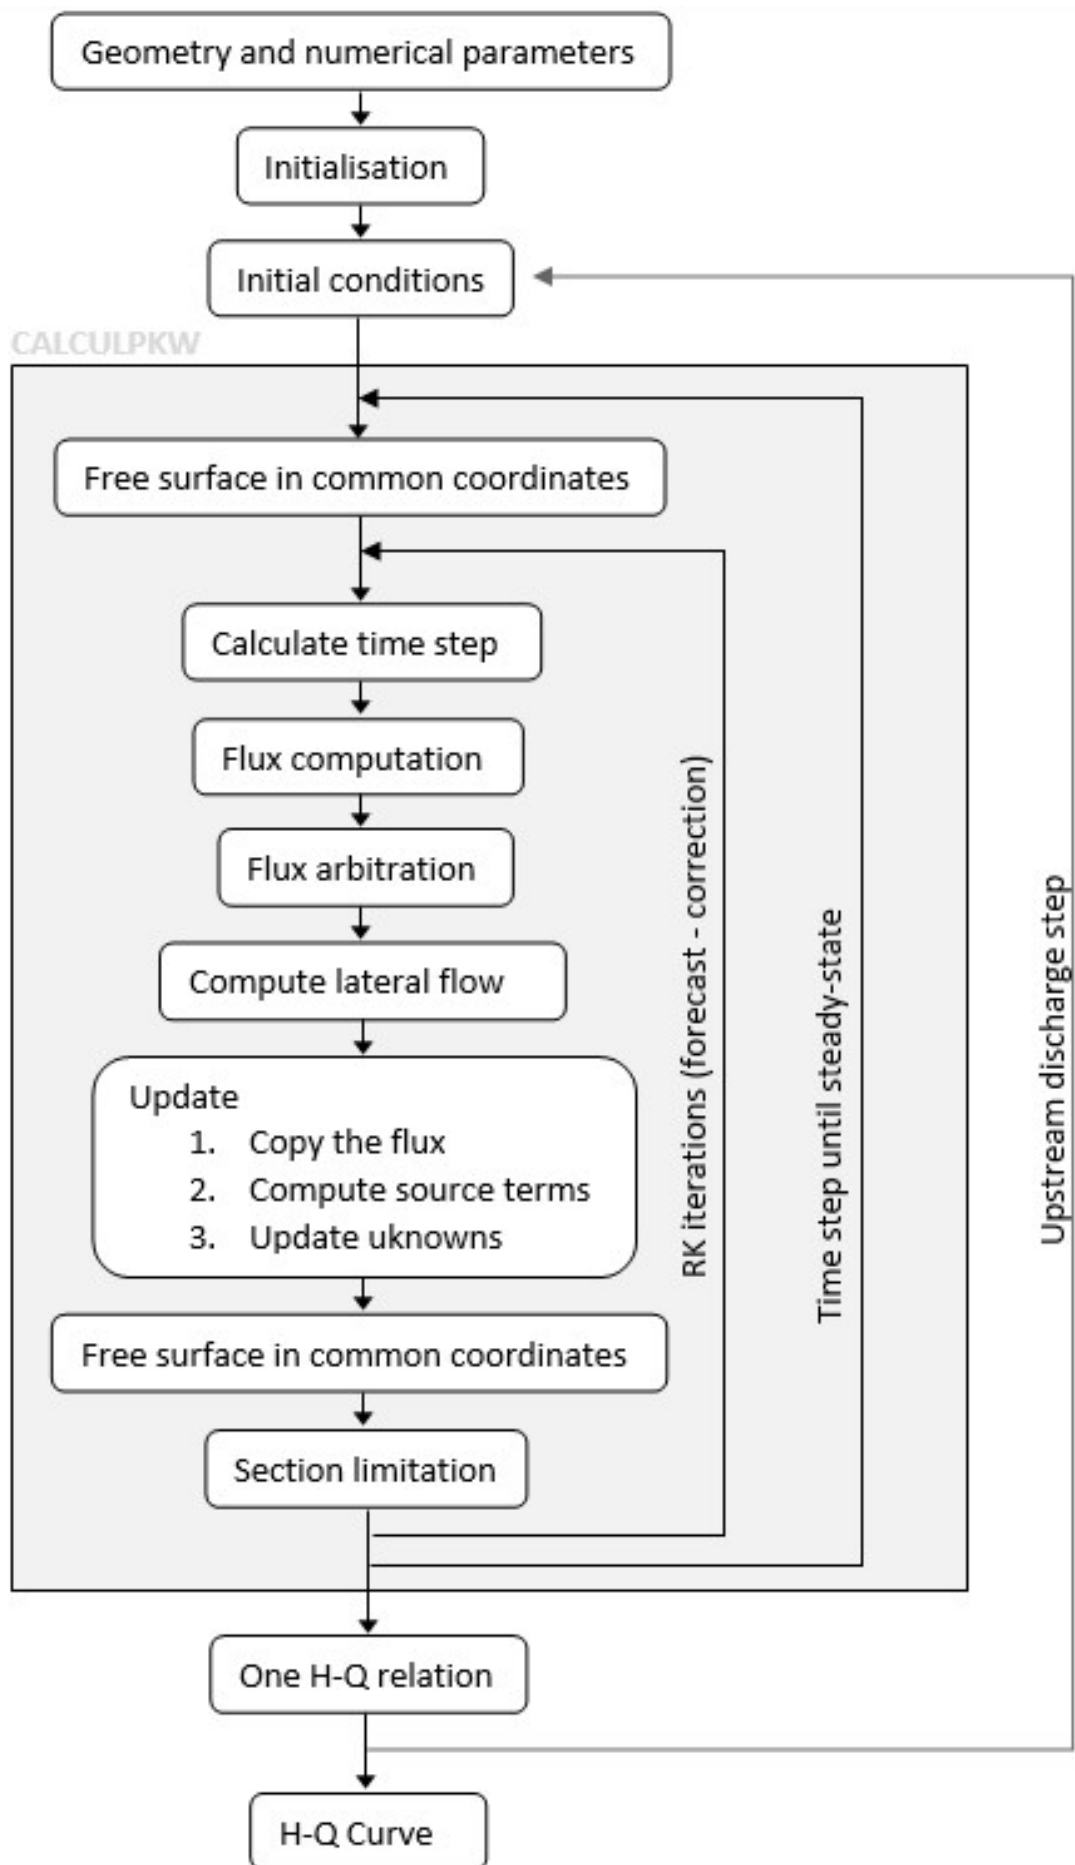 Geometry and numerical parameters
Initialisation
Initial conditions
CALCULPKW
Free surface in common coordinates
Calculate time step
Flux computation
Flux arbitration
Compute lateral flow
Update
1. Copy the flux
2. Compute source terms
3. Update uknowns
Free surface in common coordinates
Section limitation
RK iterations (forecast - correction)
Time step until steady-state
Upstream discharge step
One H-Q relation
H-Q Curve